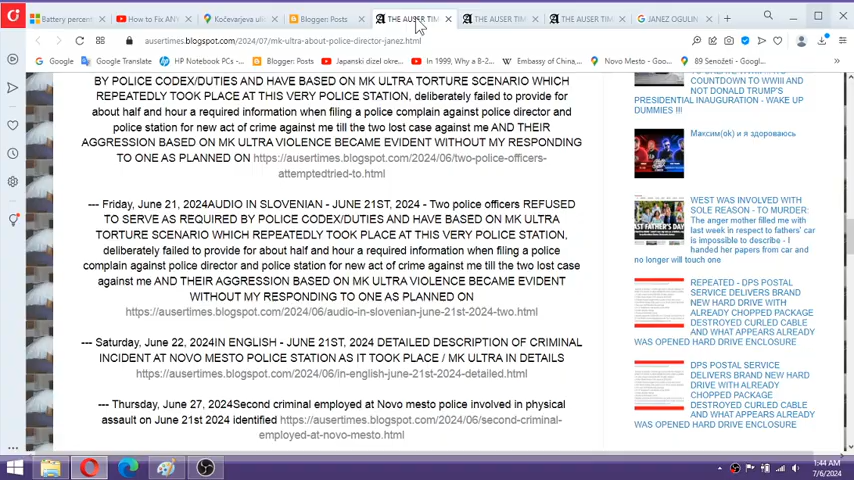 Battery percent
How to Fix ANY
Kočevarjeva uli
Blogger: Posts
THE AUSER TIM
THE AUSER TIM
THE AUSER TIM
JANEZ OGULIN
ausertimes.blogspot.com/2024/07/mk-ultra-about-police-director-janez.html
Google
Google Translate
HP Notebook PCs -...
Blogger: Posts
Japanski dizel okre...
In 1999, Why a B-2...
Embassy of China,...
Novo Mesto - Goo...
89 Šenožeti - Goog...
BY POLICE CODEX/DUTIES AND HAVE BASED ON MK ULTRA TORTURE SCENARIO WHICH
REPEATEDLY TOOK PLACE AT THIS VERY POLICE STATION, deliberately failed to provide for
about half and hour a required information when filing a police complain against police director and
police station for new act of crime against me till the two lost case against me AND THEIR
AGGRESSION BASED ON MK ULTRA VIOLENCE BECAME EVIDENT WITHOUT MY RESPONDING
TO ONE AS PLANNED ON https://ausertimes.blogspot.com/2024/06/two-police-officers-
attemptedtried-to.html
--- Friday, June 21, 2024AUDIO IN SLOVENIAN - JUNE 21ST, 2024 - Two police officers REFUSED
TO SERVE AS REQUIRED BY POLICE CODEX/DUTIES AND HAVE BASED ON MK ULTRA
TORTURE SCENARIO WHICH REPEATEDLY TOOK PLACE AT THIS VERY POLICE STATION,
deliberately failed to provide for about half and hour a required information when filing a police
complain against police director and police station for new act of crime against me till the two lost case
against me AND THEIR AGGRESSION BASED ON MK ULTRA VIOLENCE BECAME EVIDENT
WITHOUT MY RESPONDING TO ONE AS PLANNED ON
https://ausertimes.blogspot.com/2024/06/audio-in-slovenian-june-21st-2024-two.html
--- Saturday, June 22, 2024IN ENGLISH - JUNE 21ST, 2024 DETAILED DESCRIPTION OF CRIMINAL
INCIDENT AT NOVO MESTO POLICE STATION AS IT TOOK PLACE / MK ULTRA IN DETAILS
https://ausertimes.blogspot.com/2024/06/in-english-june-21st-2024-detailed.html
--- Thursday, June 27, 2024Second criminal employed at Novo mesto police involved in physical
assault on June 21st 2024 identified https://ausertimes.blogspot.com/2024/06/second-criminal-
employed-at-novo-mesto.html
COUNTDOWN TO WWIII AND
NOT DONALD TRUMP'S
PRESIDENTIAL INAUGURATION - WAKE UP
DUMMIES !!!
Максим(ok) и я здороваюсь
WEST WAS INVOLVED WITH
SOLE REASON - TO MURDER:
The anger mother filled me with
last week in respect to fathers' car
is impossible to describe - I
handed her papers from car and
no longer will touch one
REPEATED - DPS POSTAL
SERVICE DELIVERS BRAND
NEW HARD DRIVE WITH
ALREADY CHOPPED PACKAGE
DESTROYED CURLED CABLE
AND WHAT APPEARS ALREADY
WAS OPENED HARD DRIVE ENCLOSURE
DPS POSTAL
SERVICE DELIVERS BRAND
NEW HARD DRIVE WITH
ALREADY CHOPPED PACKAGE
DESTROYED CURLED CABLE
AND WHAT APPEARS ALREADY
WAS OPENED HARD DRIVE ENCLOSURE
1:44 AM
7/6/2024